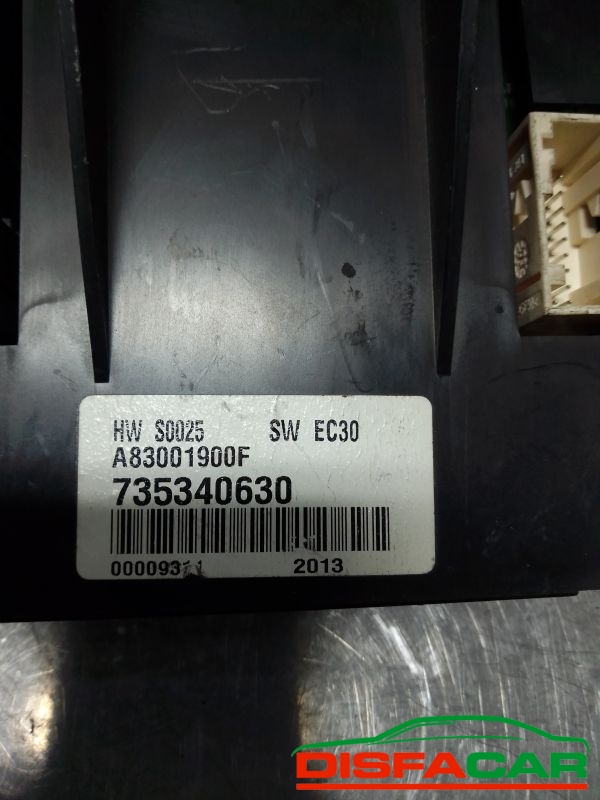 HW S0025 SW EC30
A83001900F
735340630
2013
DISFACAR